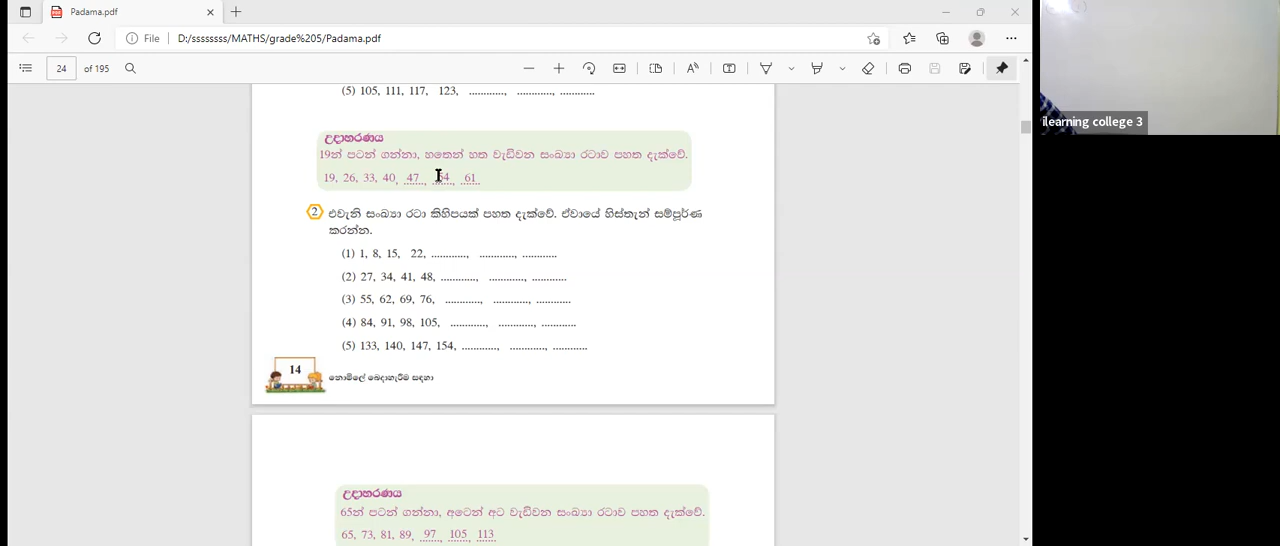 Padama.pdf
File D:/ssssssss/MATHS/grade%205/Padama.pdf
24 of 195
(5) 105, 111, 117, 123, ............, ............, ............
උදාහරණය
19න් පටන් ගන්නා, හතෙන් හත වැඩිවන සංඛ්‍යා රටාව පහත දැක්වේ.
19, 26, 33, 40, 47, 54, 61
2 එවැනි සංඛ්‍යා රටා කිහිපයක් පහත දැක්වේ. ඒවායේ හිස්තැන් සම්පූර්ණ
කරන්න.
(1) 1, 8, 15, 22, ............, ............, ............
(2) 27, 34, 41, 48, ............, ............, ............
(3) 55, 62, 69, 76, ............, ............, ............
(4) 84, 91, 98, 105, ............, ............, ............
(5) 133, 140, 147, 154, ............, ............, ............
14 නොමිලේ බෙදාහැරීම සඳහා
උදාහරණය
65න් පටන් ගන්නා, අටෙන් අට වැඩිවන සංඛ්‍යා රටාව පහත දැක්වේ.
65, 73, 81, 89, 97 105 113
ilearning college 3